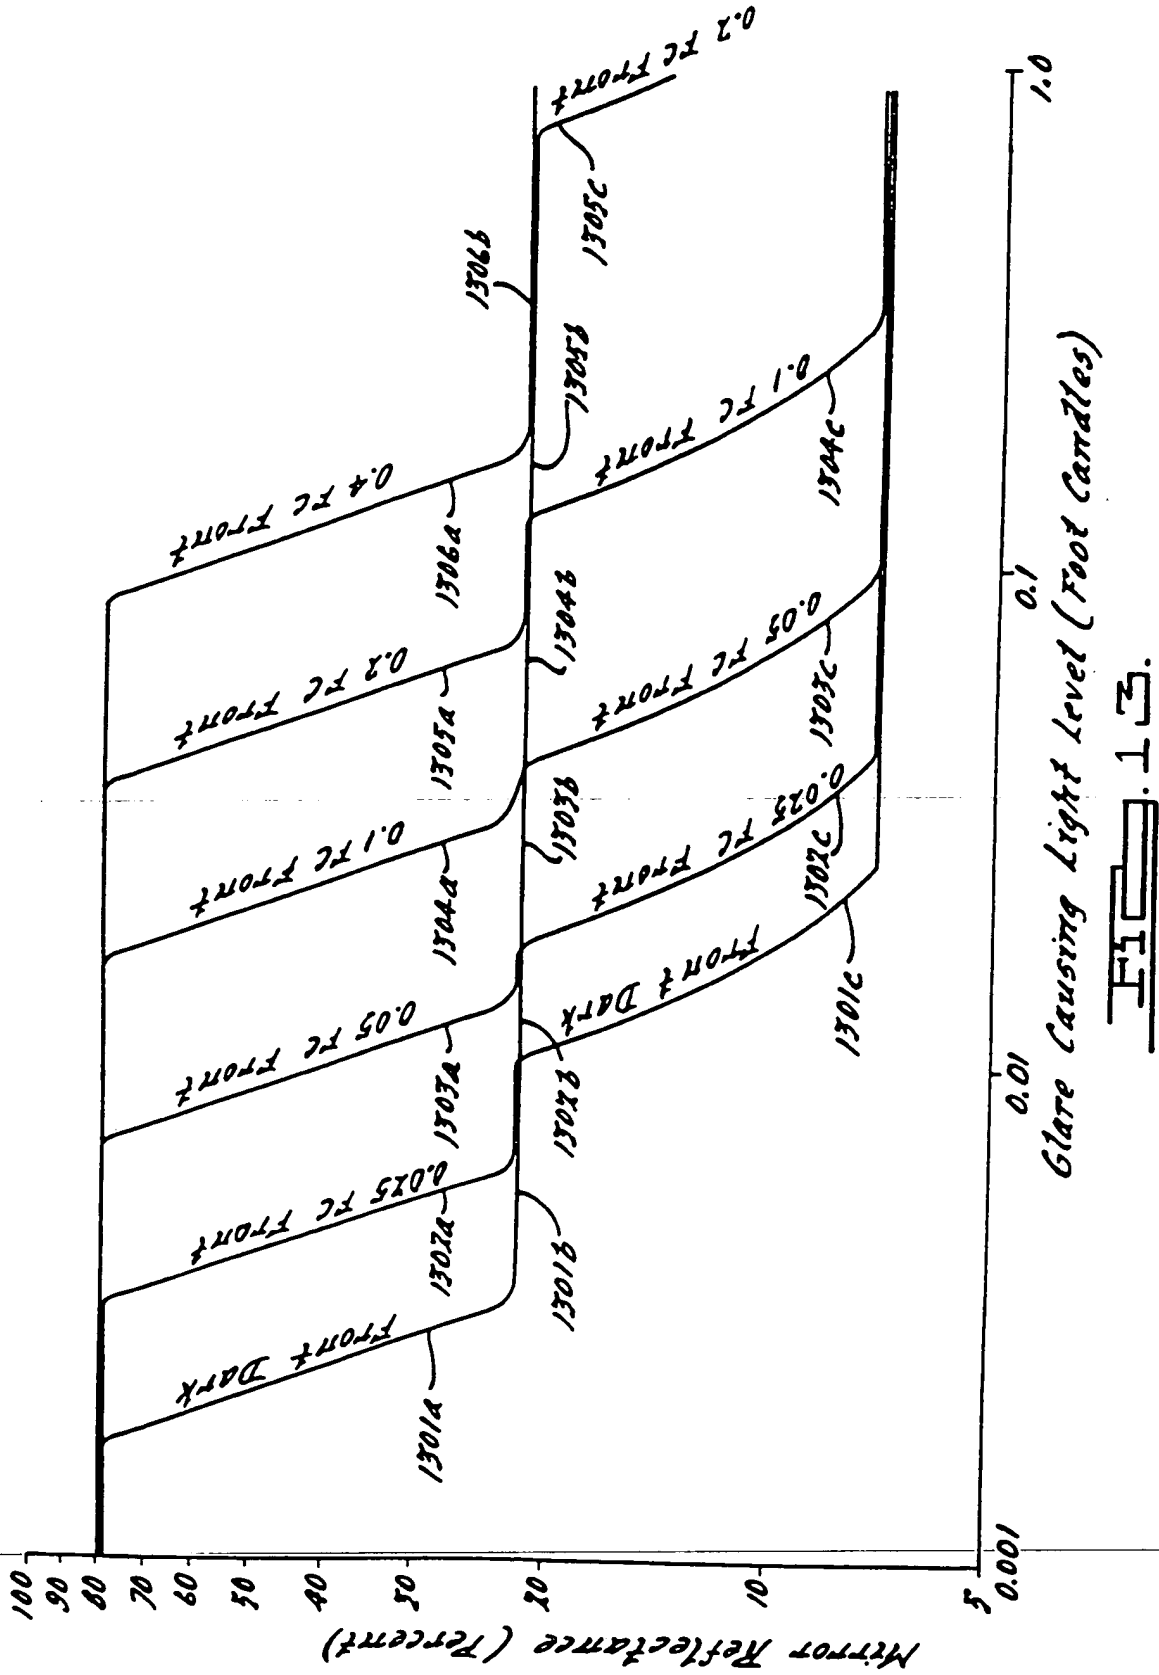 Mirror Reflectance (Percent)
100
90
80
70
60
50
40
30
20
10
5
0.001
0.01
0.1
1.0
Glare Causing Light Level (Foot Candles)
Front Dark
0.025 FC Front
0.05 FC Front
0.1 FC Front
0.2 FC Front
0.4 FC Front
1301a
1302a
1303a
1304a
1305a
1306a
1301b
1302b
1303b
1304b
1305b
1306b
Front Dark
0.025 FC Front
0.05 FC Front
0.1 FC Front
0.2 FC Front
1301c
1302c
1303c
1304c
1305c
FIG. 13.